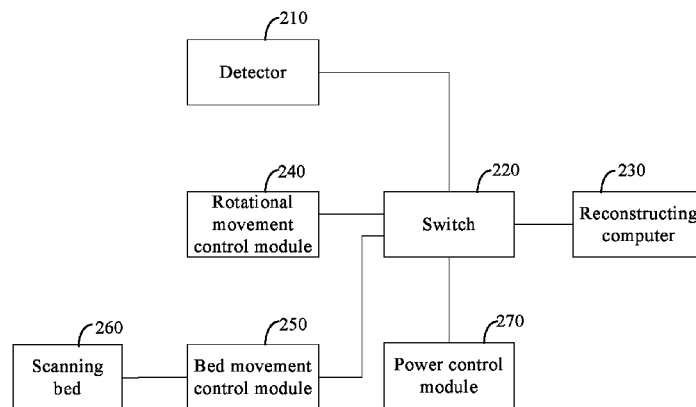 210
Detector
240
Rotational
movement
control module
220
Switch
230
Reconstructing
computer
260
Scanning
bed
250
Bed movement
control module
270
Power control
module